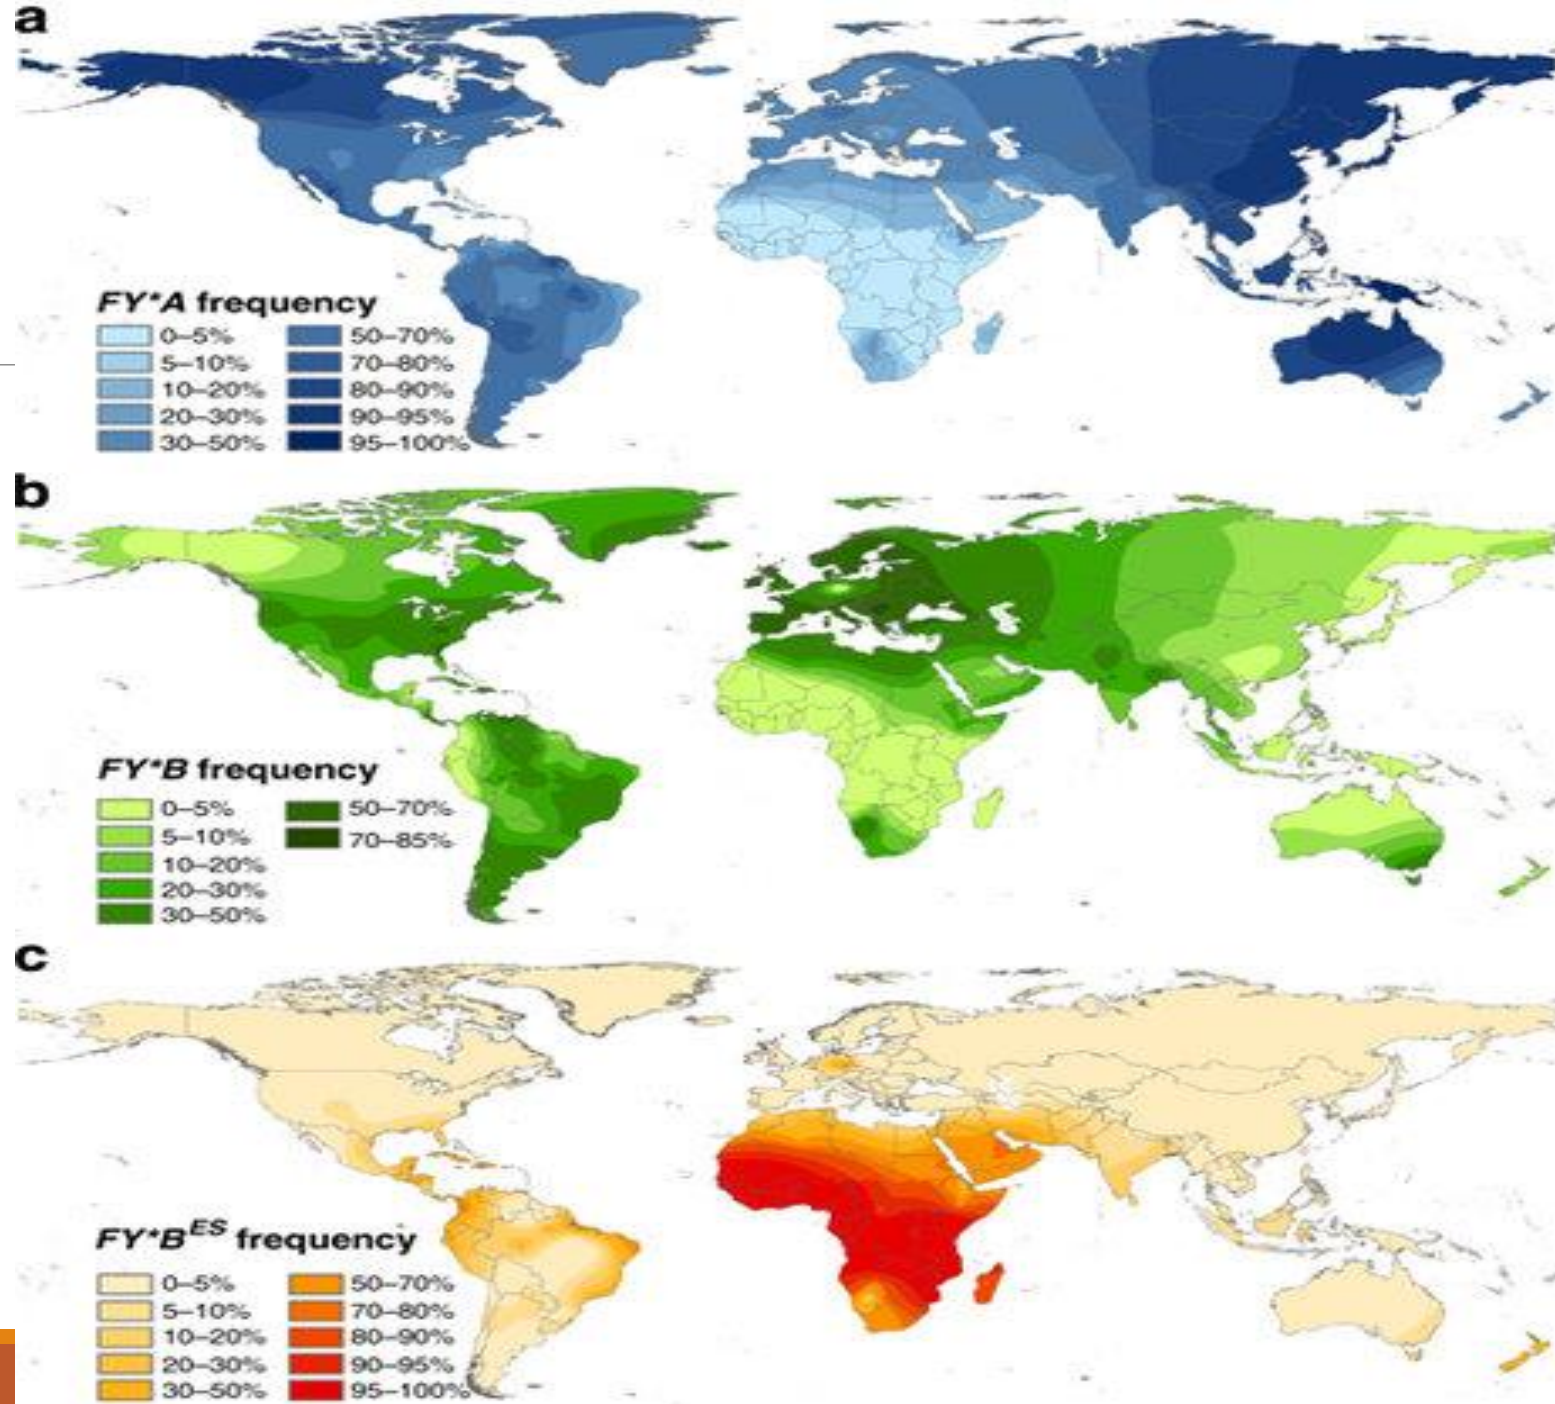 a
FY*A frequency
0–5% 50–70%
5–10% 70–80%
10–20% 80–90%
20–30% 90–95%
30–50% 95–100%
b
FY*B frequency
0–5% 50–70%
5–10% 70–85%
10–20%
20–30%
30–50%
c
FY*B^ES frequency
0–5% 50–70%
5–10% 70–80%
10–20% 80–90%
20–30% 90–95%
30–50% 95–100%